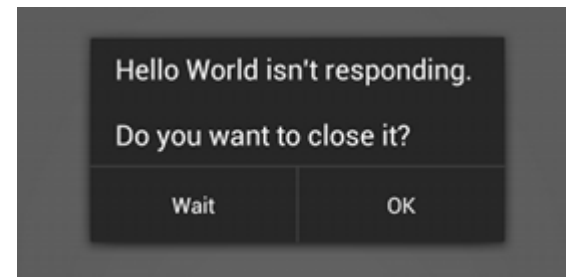 Hello World isn't responding.
Do you want to close it?
Wait
OK